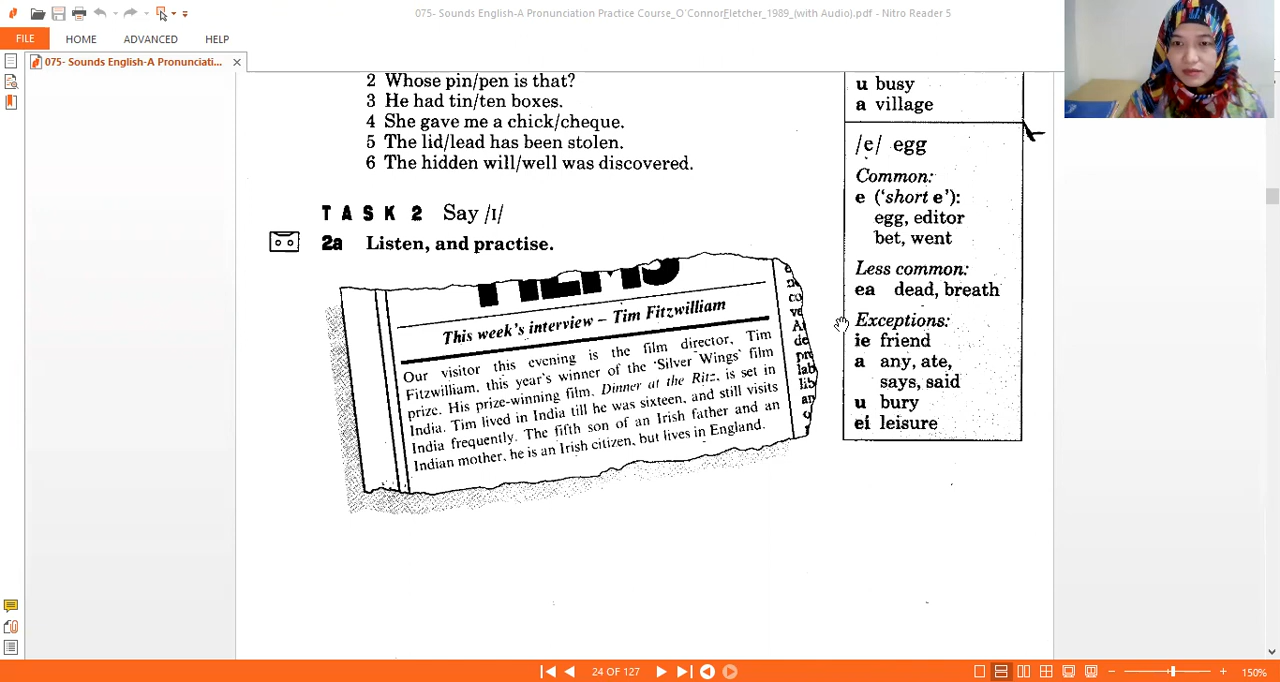 075- Sounds English-A Pronunciation Practice Course_O'ConnorFletcher_1989_(with Audio).pdf - Nitro Reader 5
FILE HOME ADVANCED HELP
075- Sounds English-A Pronunciati...
2 Whose pin/pen is that?
3 He had tin/ten boxes.
4 She gave me a chick/cheque.
5 The lid/lead has been stolen.
6 The hidden will/well was discovered.
TASK 2 Say /ɪ/
2a Listen, and practise.
FILMS
This week's interview – Tim Fitzwilliam
Our visitor this evening is the film director, Tim
Fitzwilliam, this year's winner of the 'Silver Wings' film
prize. His prize-winning film, Dinner at the Ritz, is set in
India. Tim lived in India till he was sixteen, and still visits
India frequently. The fifth son of an Irish father and an
Indian mother, he is an Irish citizen, but lives in England.
u busy
a village
/e/ egg
Common:
e ('short e'):
egg, editor
bet, went
Less common:
ea dead, breath
Exceptions:
ie friend
a any, ate,
says, said
u bury
ei leisure
24 OF 127
150%